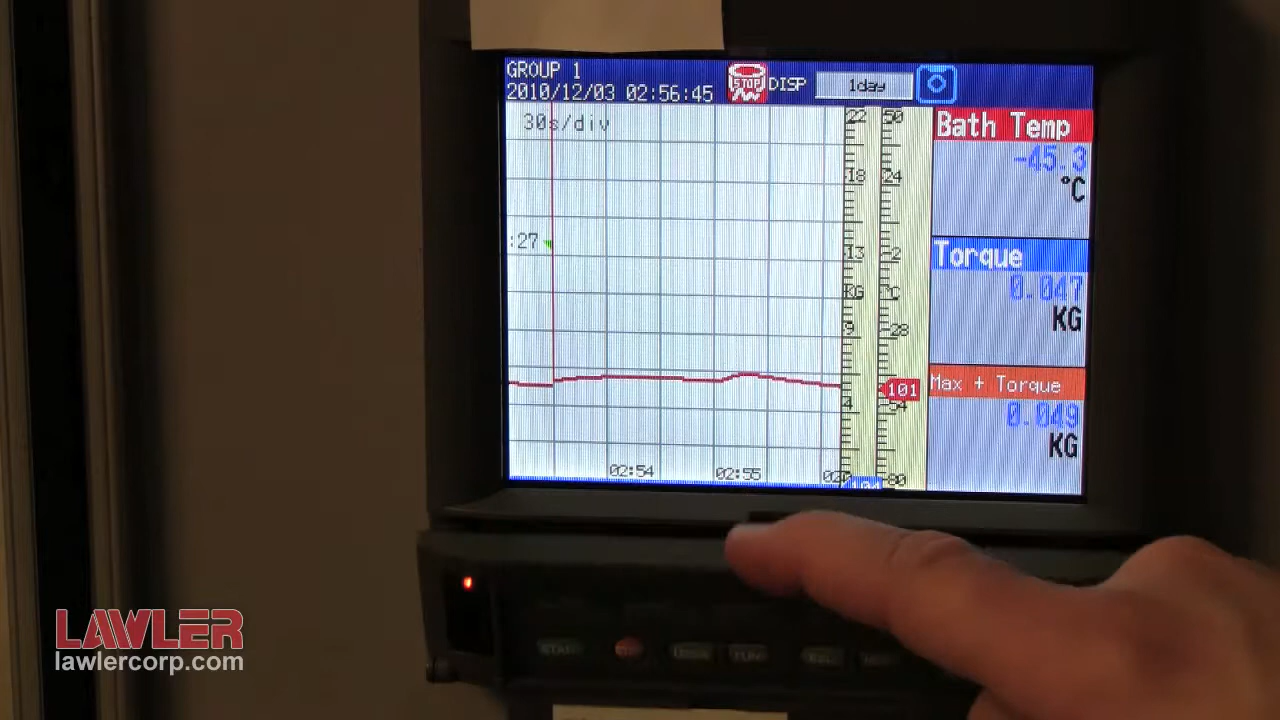 GROUP 1
2010/12/03 02:56:45
STOP
DISP
1day
30s/div
:27
22 50
18 24
13 -2
KG °C
9 -28
101
4 -54
-80
02:54 02:55
Bath Temp
-45.3
°C
Torque
0.047
KG
Max + Torque
0.049
KG
LAWLER
lawlercorp.com